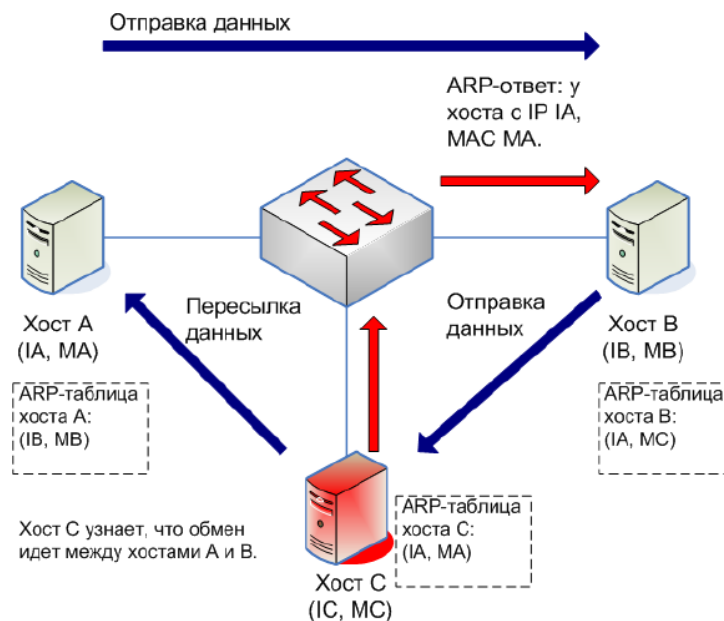 Отправка данных
ARP-ответ: у
хоста с IP IA,
MAC MA.
Хост А
(IA, MA)
Пересылка
данных
Отправка
данных
Хост В
(IB, MB)
ARP-таблица
хоста А:
(IB, MB)
ARP-таблица
хоста В:
(IA, MC)
Хост С узнает, что обмен
идет между хостами А и В.
ARP-таблица
хоста С:
(IA, MA)
Хост С
(IC, MC)